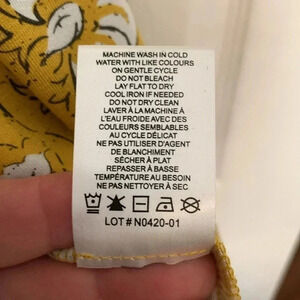 MACHINE WASH IN COLD
WATER WITH LIKE COLOURS
ON GENTLE CYCLE
DO NOT BLEACH
LAY FLAT TO DRY
COOL IRON IF NEEDED
DO NOT DRY CLEAN
LAVER À LA MACHINE À
L'EAU FROIDE AVEC DES
COULEURS SEMBLABLES
AU CYCLE DÉLICAT
NE PAS UTILISER D'AGENT
DE BLANCHIMENT
SÉCHER À PLAT
REPASSER À BASSE
TEMPÉRATURE AU BESOIN
NE PAS NETTOYER À SEC
LOT # N0420-01